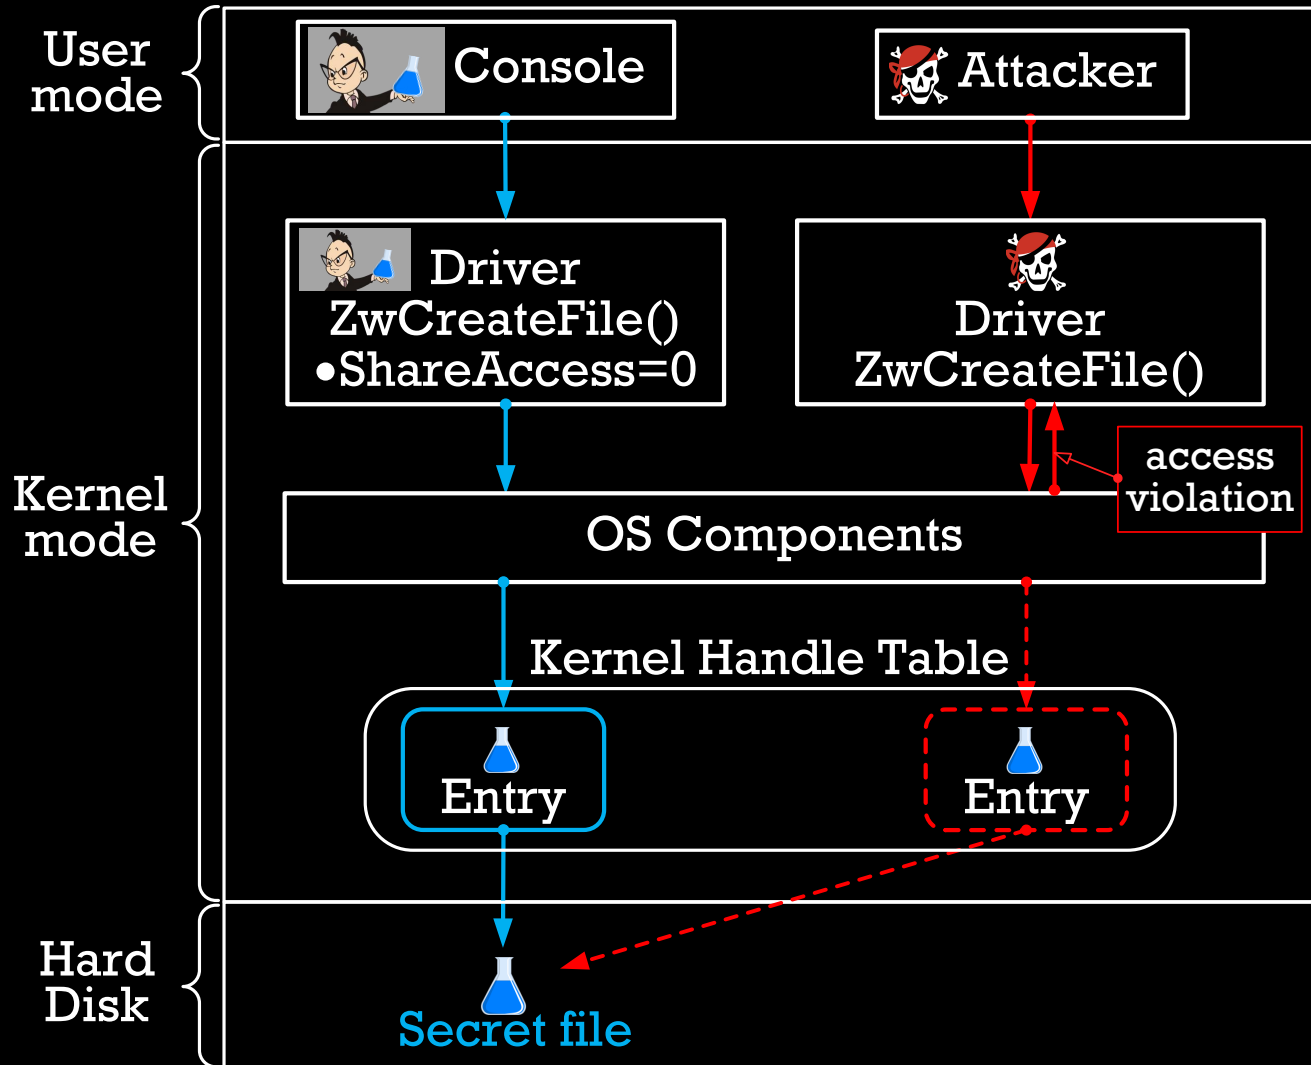 User
mode
Console
Attacker
Kernel
mode
Driver
ZwCreateFile()
•ShareAccess=0
Driver
ZwCreateFile()
access
violation
OS Components
Kernel Handle Table
Entry
Entry
Hard
Disk
Secret file